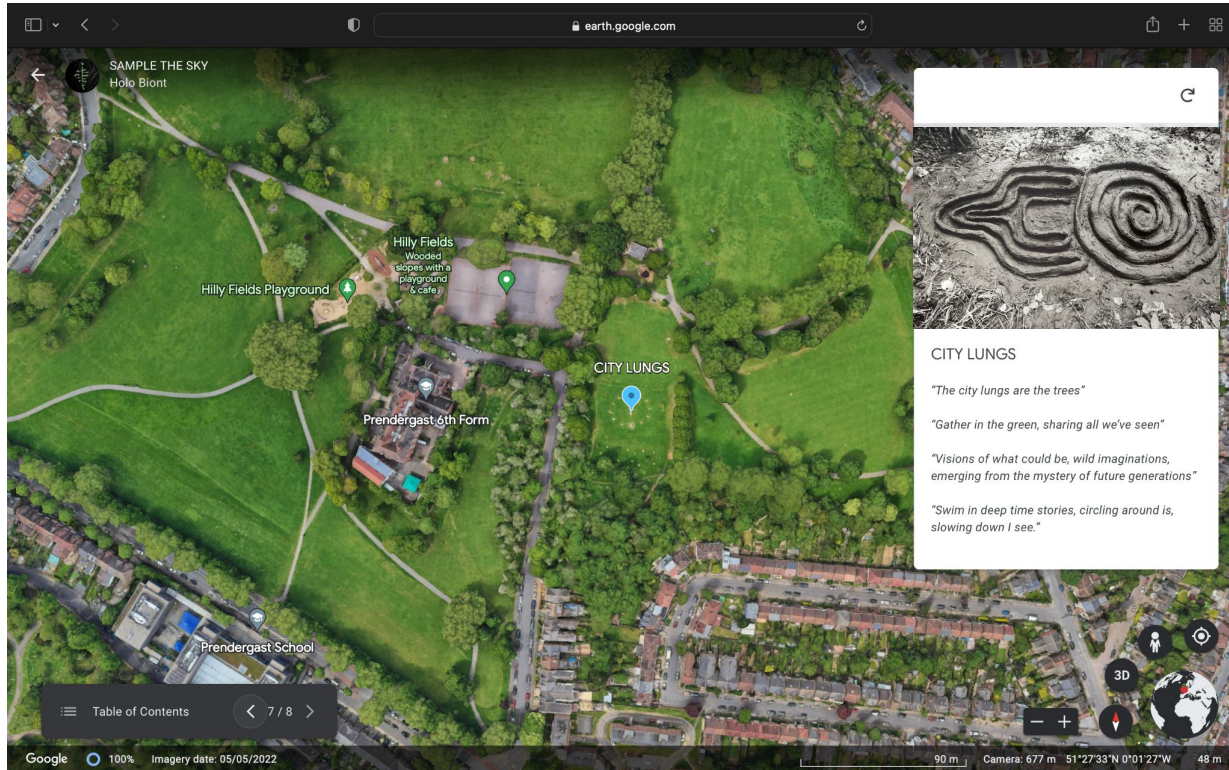 earth.google.com
SAMPLE THE SKY
Holo Biont
Hilly Fields
Wooded
slopes with a
playground
& cafe
Hilly Fields Playground
CITY LUNGS
Prendergast 6th Form
Prendergast School
CITY LUNGS
“The city lungs are the trees”
“Gather in the green, sharing all we’ve seen”
“Visions of what could be, wild imaginations,
emerging from the mystery of future generations”
“Swim in deep time stories, circling around is,
slowing down I see.”
3D
Table of Contents
7 / 8
Google
100%
Imagery date: 05/05/2022
90 m
Camera: 677 m
51°27'33"N 0°01'27"W
48 m